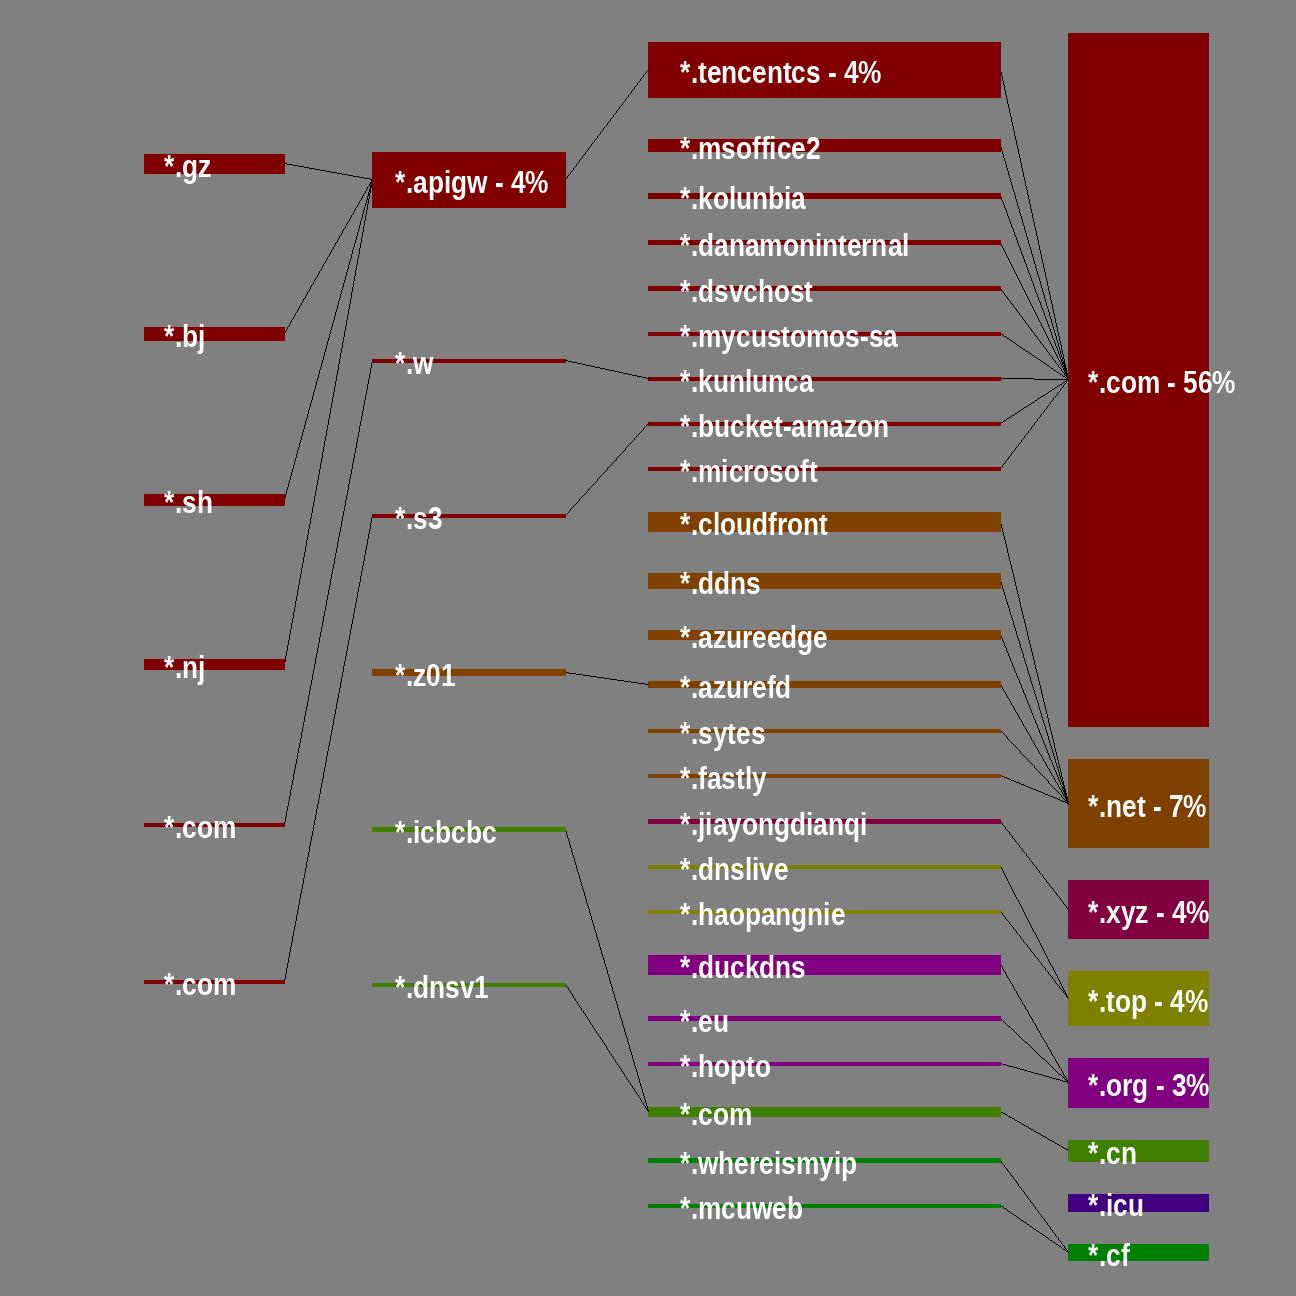 *.gz
*.bj
*.sh
*.nj
*.com
*.com
*.apigw - 4%
*.w
*.s3
*.z01
*.icbcbc
*.dnsv1
*.tencentcs - 4%
*.msoffice2
*.kolunbia
*.danamoninternal
*.dsvchost
*.mycustomos-sa
*.kunlunca
*.bucket-amazon
*.microsoft
*.cloudfront
*.ddns
*.azureedge
*.azurefd
*.sytes
*.fastly
*.jiayongdianqi
*.dnslive
*.haopangnie
*.duckdns
*.eu
*.hopto
*.com
*.whereismyip
*.mcuweb
*.com - 56%
*.net - 7%
*.xyz - 4%
*.top - 4%
*.org - 3%
*.cn
*.icu
*.cf